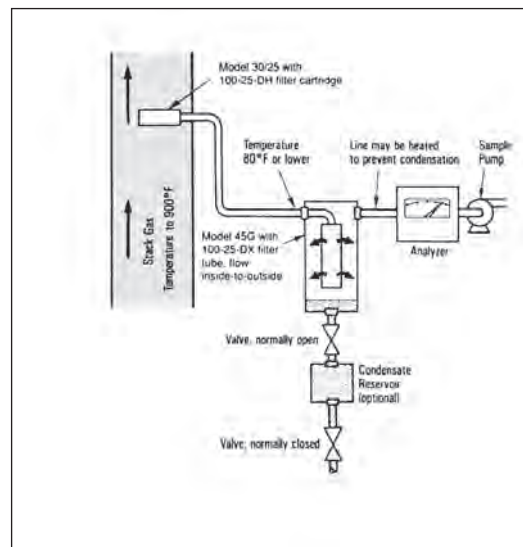 Model 30/25 with
100-25-DH filter cartridge
Temperature
80°F or lower
Line may be heated
to prevent condensation
Sample
Pump
Stack Gas
Temperature to 900°F
Model 45G with
100-25-DX filter
tube, flow
inside-to-outside
Analyzer
Valve, normally open
Condensate
Reservoir
(optional)
Valve, normally closed